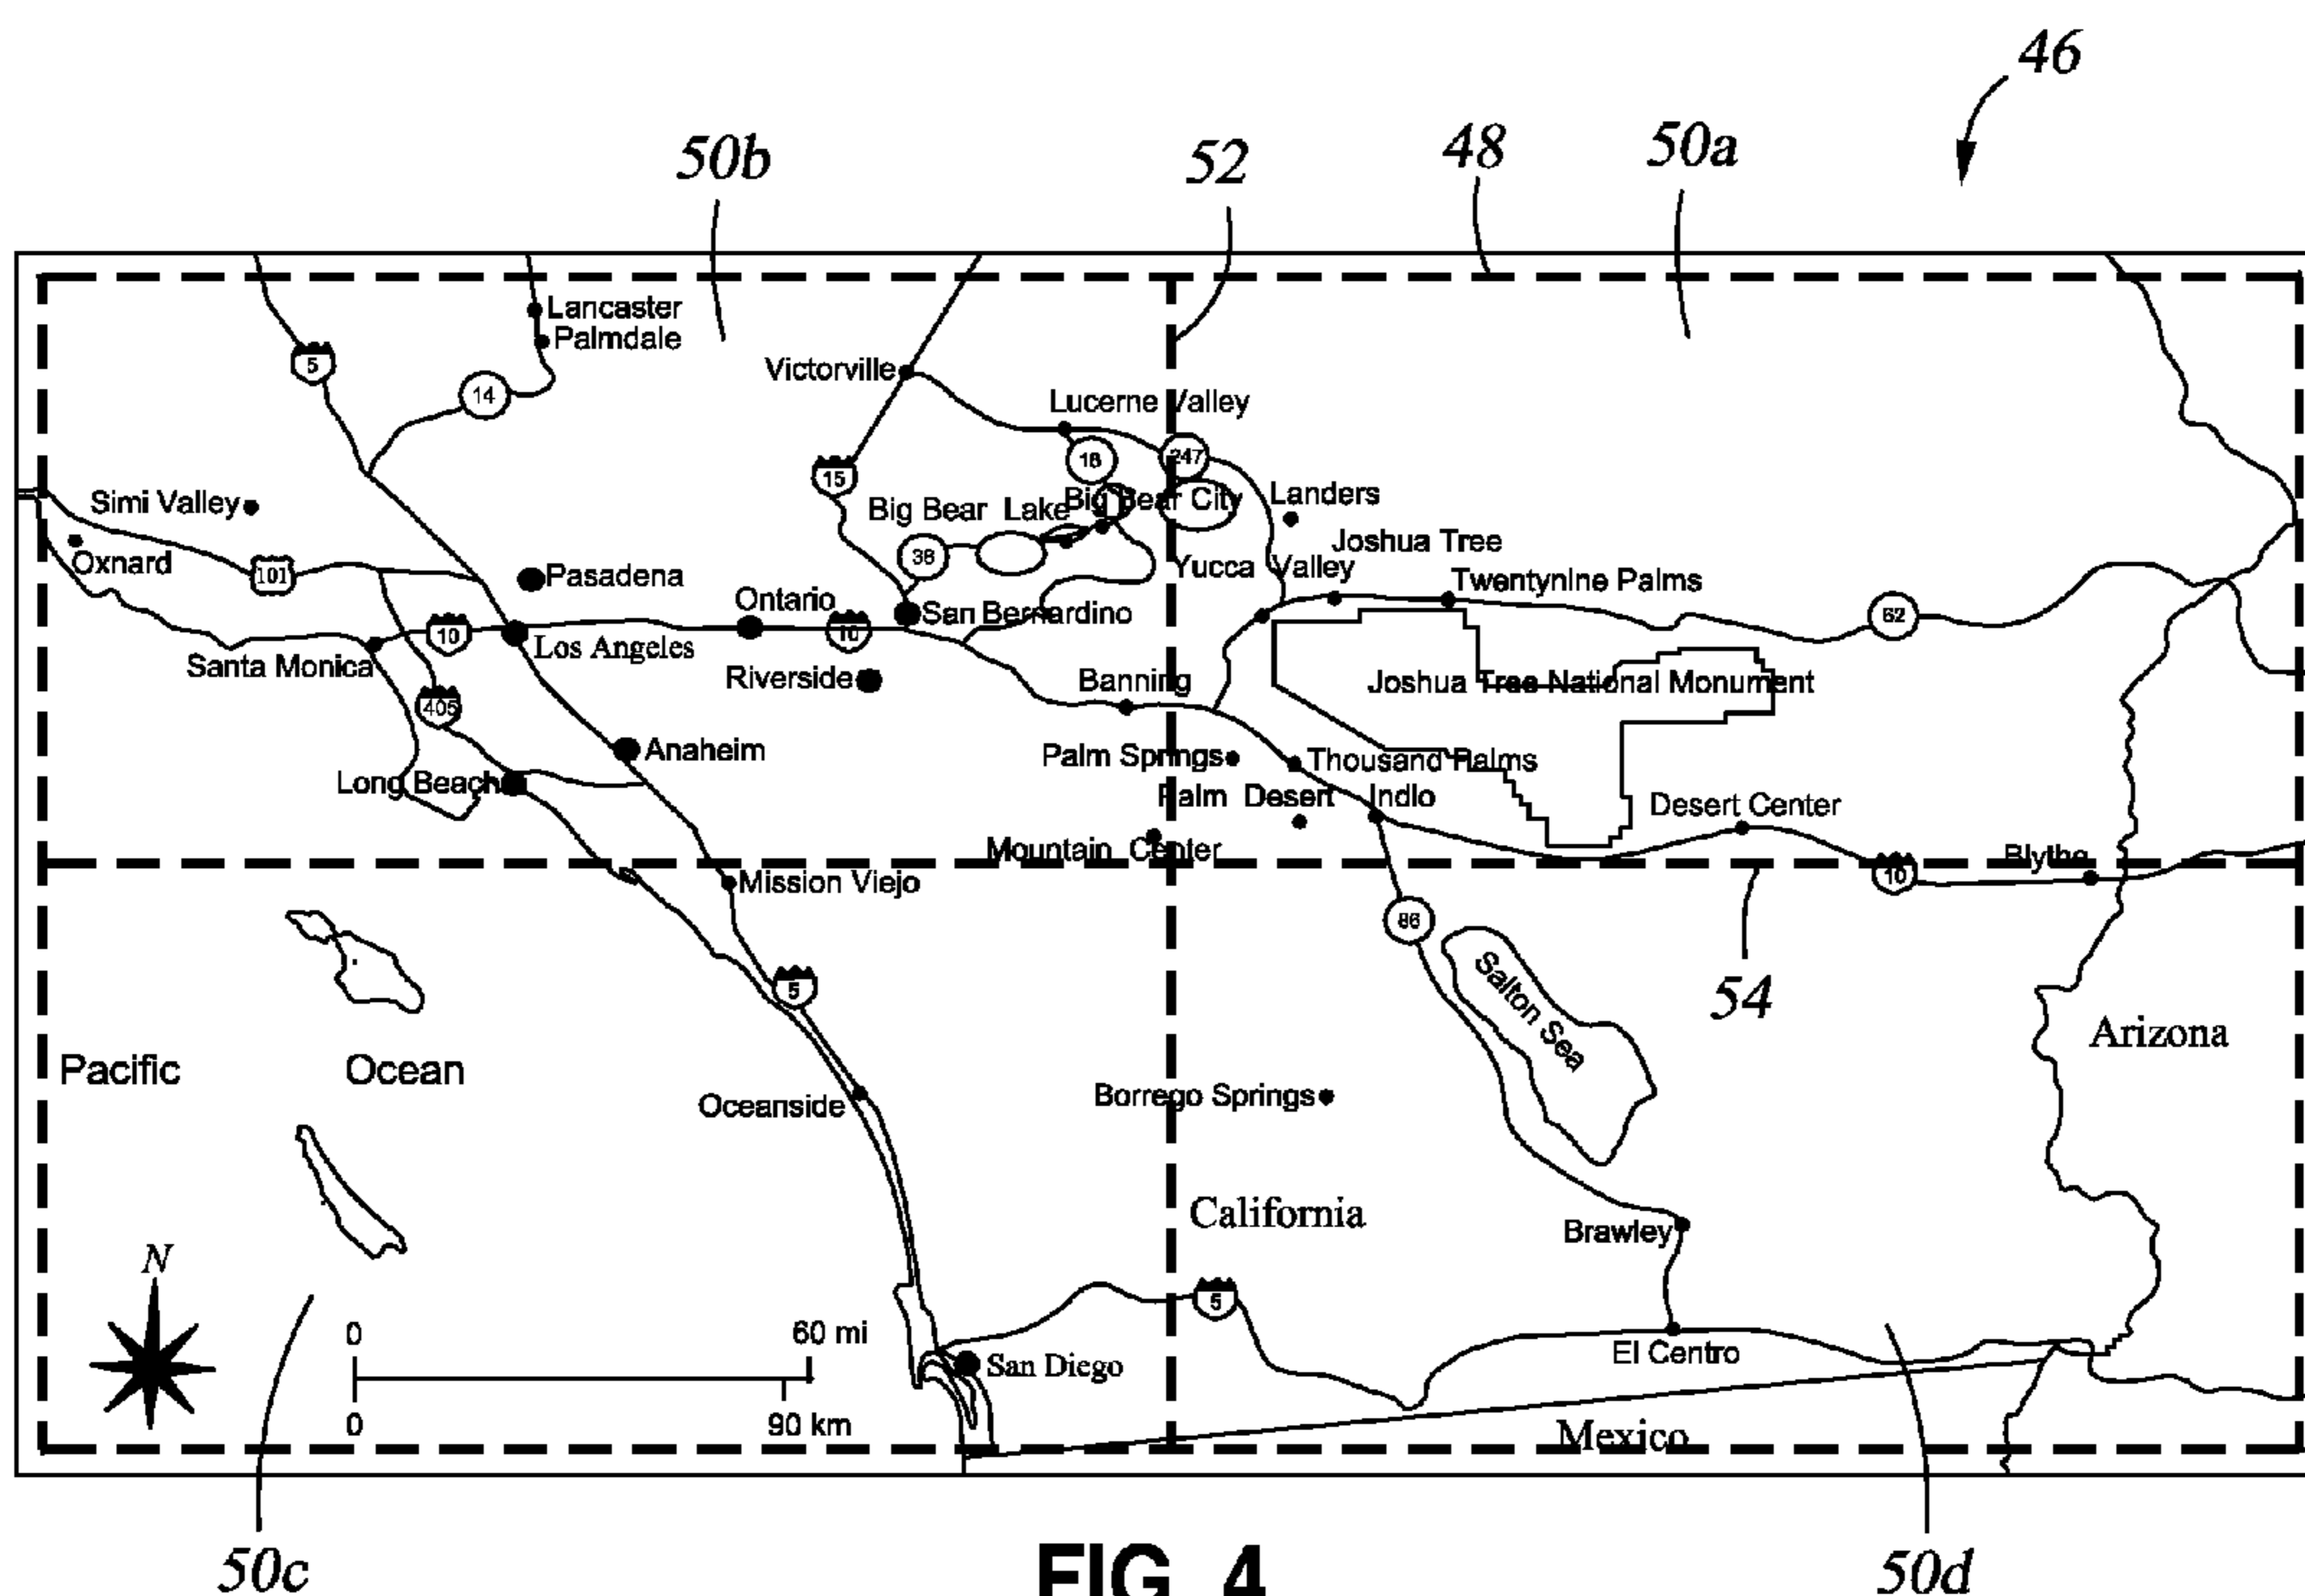 46
50b
52
48
50a
Lancaster
Palmdale
5
14
Victorville
Lucerne Valley
18
247
15
Simi Valley
Big Bear Lake
Big Bear City
Landers
Oxnard
38
Joshua Tree
101
Pasadena
Yucca Valley
Twentynine Palms
Ontario
San Bernardino
62
10
10
Los Angeles
Santa Monica
Riverside
Banning
Joshua Tree National Monument
405
Anaheim
Palm Springs
Thousand Palms
Long Beach
Palm Desert
Indio
Desert Center
Mountain Center
Blythe
10
Mission Viejo
86
5
Salton Sea
54
Arizona
Pacific Ocean
Oceanside
Borrego Springs
California
Brawley
N
5
0
60 mi
El Centro
San Diego
0
90 km
Mexico
50c
FIG. 4
50d